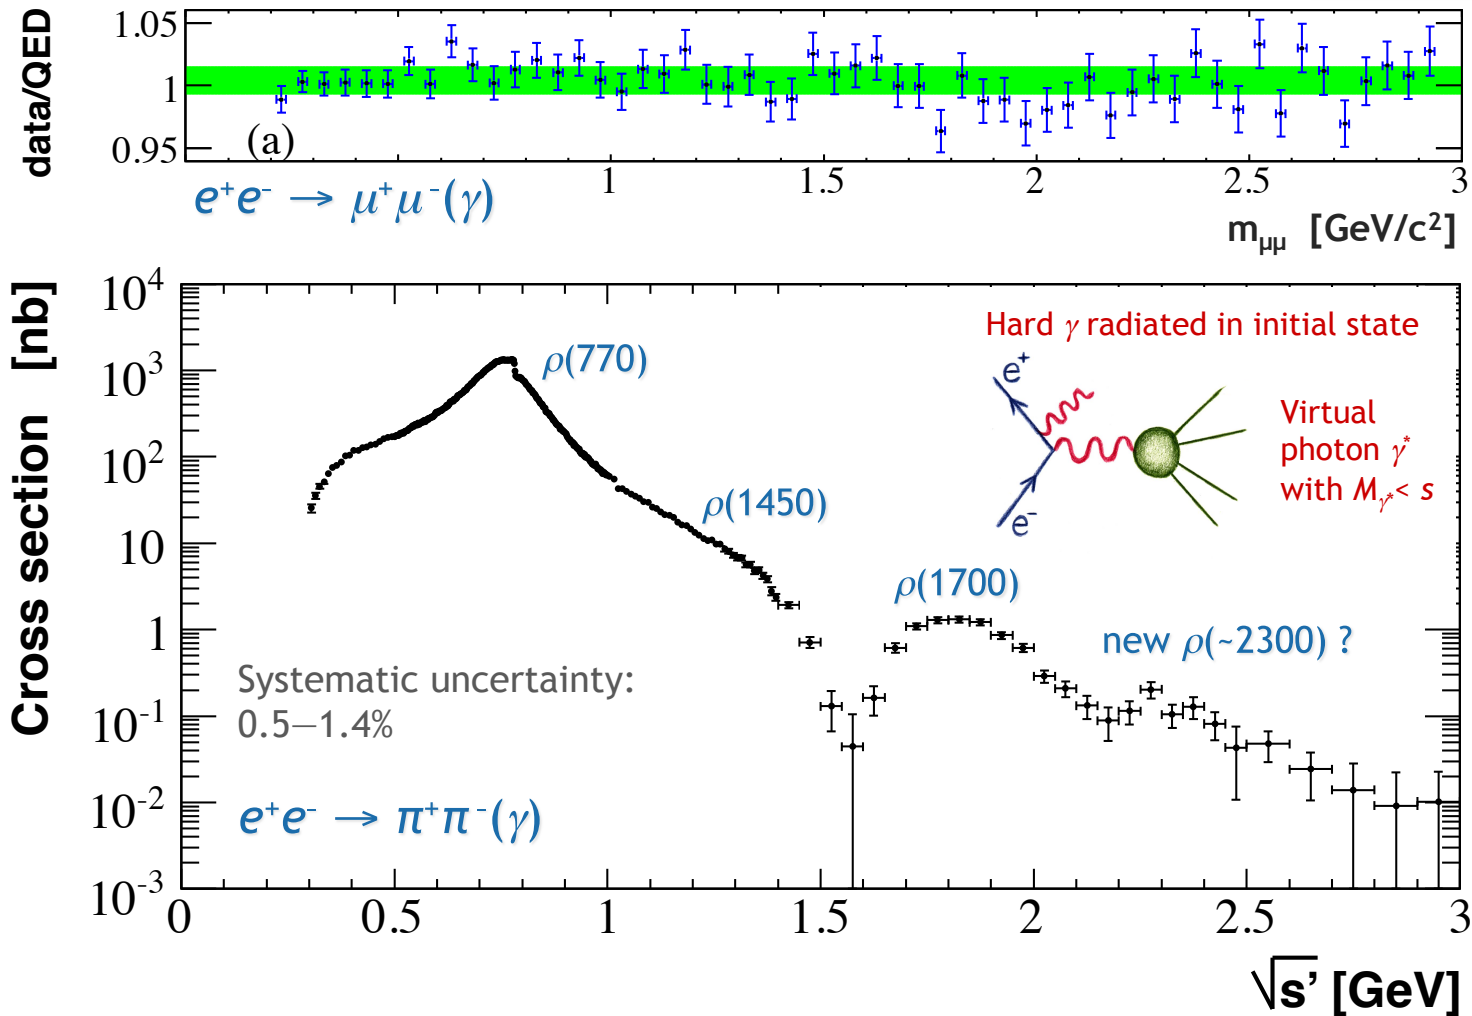 data/QED
1.05
1
0.95
(a)
1
1.5
2
2.5
3
e⁺e⁻ → μ⁺μ⁻(γ)
m_μμ [GeV/c²]
Cross section [nb]
10⁴
10³
10²
10
1
10⁻¹
10⁻²
10⁻³
ρ(770)
ρ(1450)
ρ(1700)
new ρ(~2300) ?
Hard γ radiated in initial state
e⁺
e⁻
Virtual
photon γ*
with M_γ* < s
Systematic uncertainty:
0.5–1.4%
e⁺e⁻ → π⁺π⁻(γ)
0
0.5
1
1.5
2
2.5
3
√s’ [GeV]